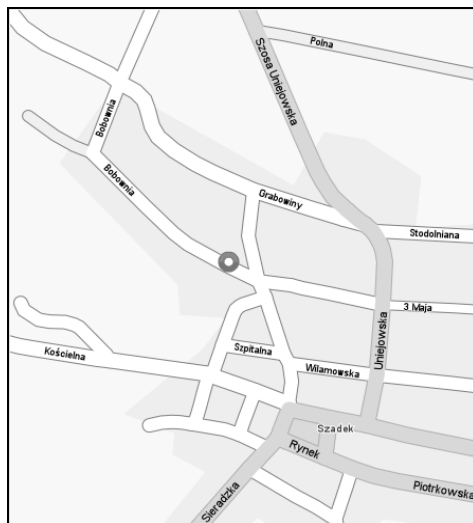 Polna
Szosa Uniejowska
Bobownia
Bobownia
Grabowiny
Stodolniana
3 Maja
Uniejowska
Szpitalna
Kościelna
Wilamowska
Szadek
Rynek
Piotrkowska
Sieradzka